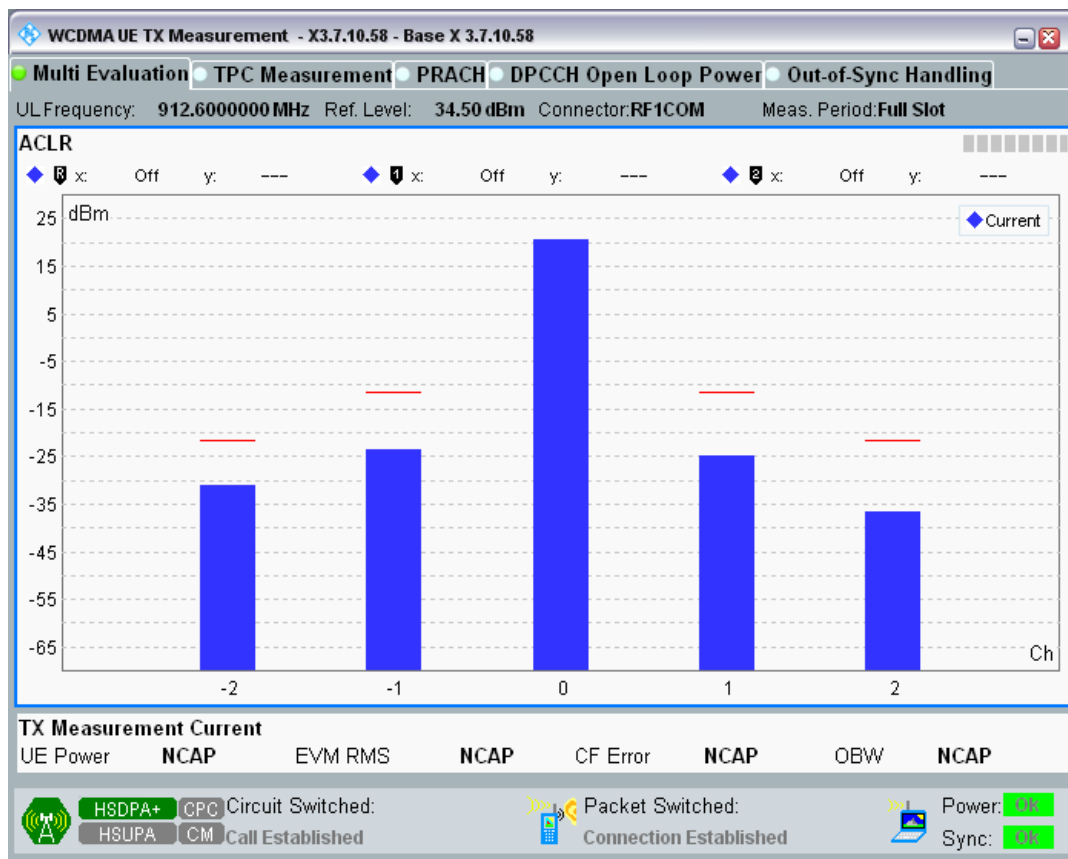 WCDMA UE TX Measurement - X3.7.10.58 - Base X 3.7.10.58
Multi Evaluation TPC Measurement PRACH DPCCH Open Loop Power Out-of-Sync Handling
UL Frequency: 912.6000000 MHz Ref. Level: 34.50 dBm Connector:RF1COM Meas. Period:Full Slot
ACLR
R x: Off y: --- 1 x: Off y: --- 2 x: Off y: ---
dBm
Current
25
15
5
-5
-15
-25
-35
-45
-55
-65
Ch
-2 -1 0 1 2
TX Measurement Current
UE Power NCAP EVM RMS NCAP CF Error NCAP OBW NCAP
HSDPA+ CPC Circuit Switched: Packet Switched: Power: OK
HSUPA CM Call Established Connection Established Sync: OK